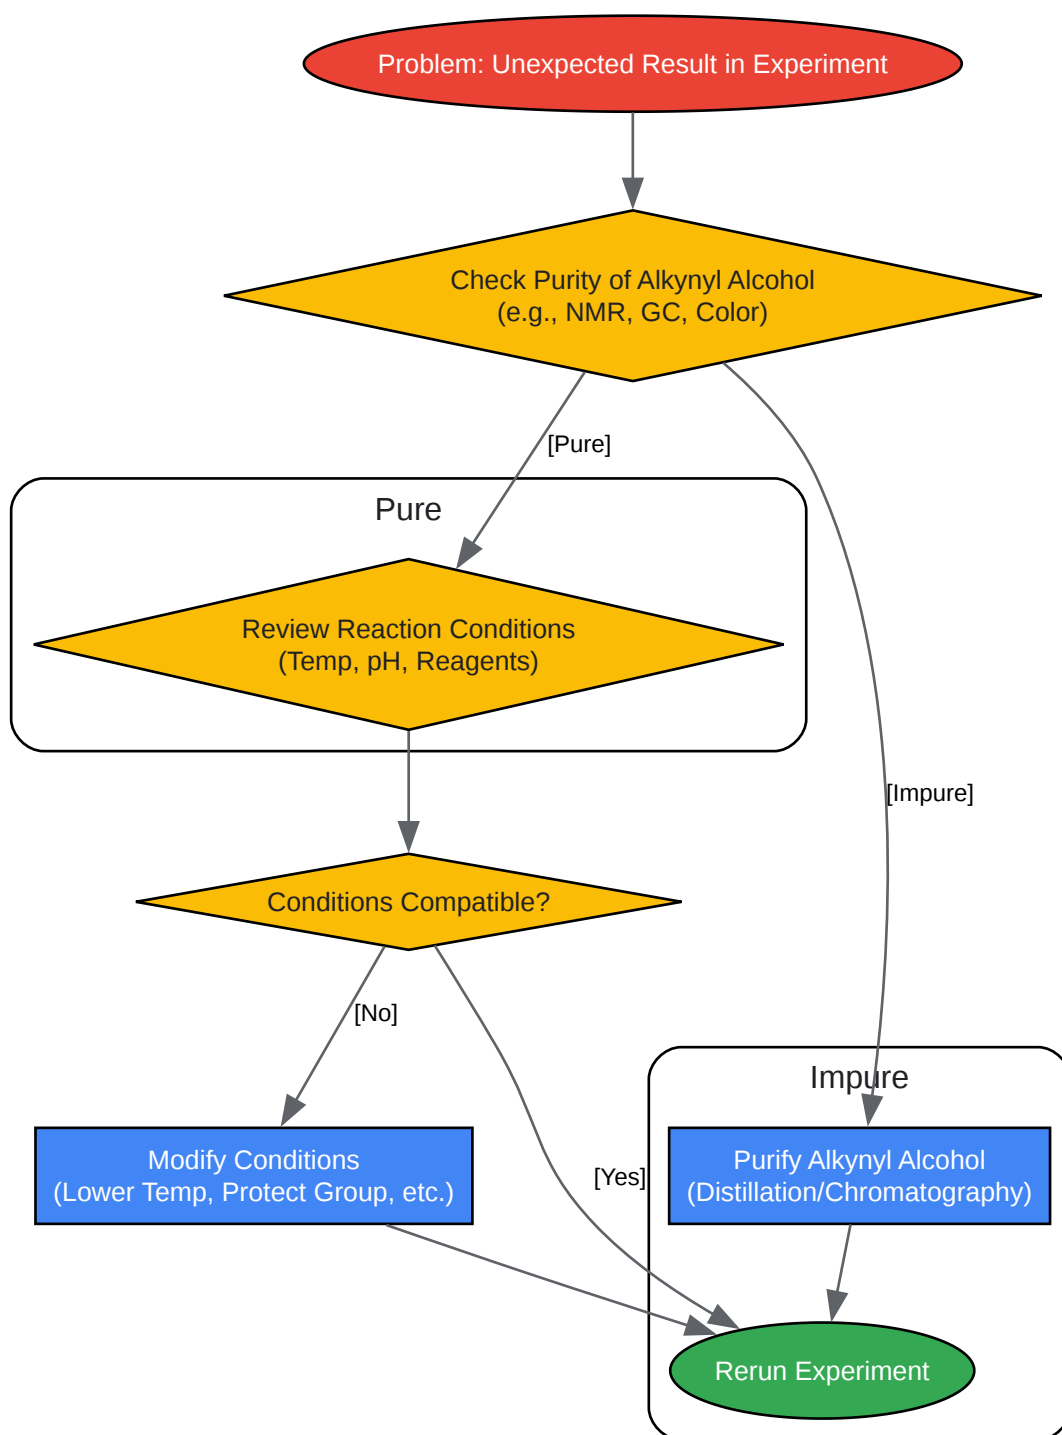 Problem: Unexpected Result in Experiment
Check Purity of Alkynyl Alcohol
(e.g., NMR, GC, Color)
[Pure]
Pure
Review Reaction Conditions
(Temp, pH, Reagents)
[Impure]
Conditions Compatible?
[No]
Impure
Modify Conditions
(Lower Temp, Protect Group, etc.)
[Yes]
Purify Alkynyl Alcohol
(Distillation/Chromatography)
Rerun Experiment